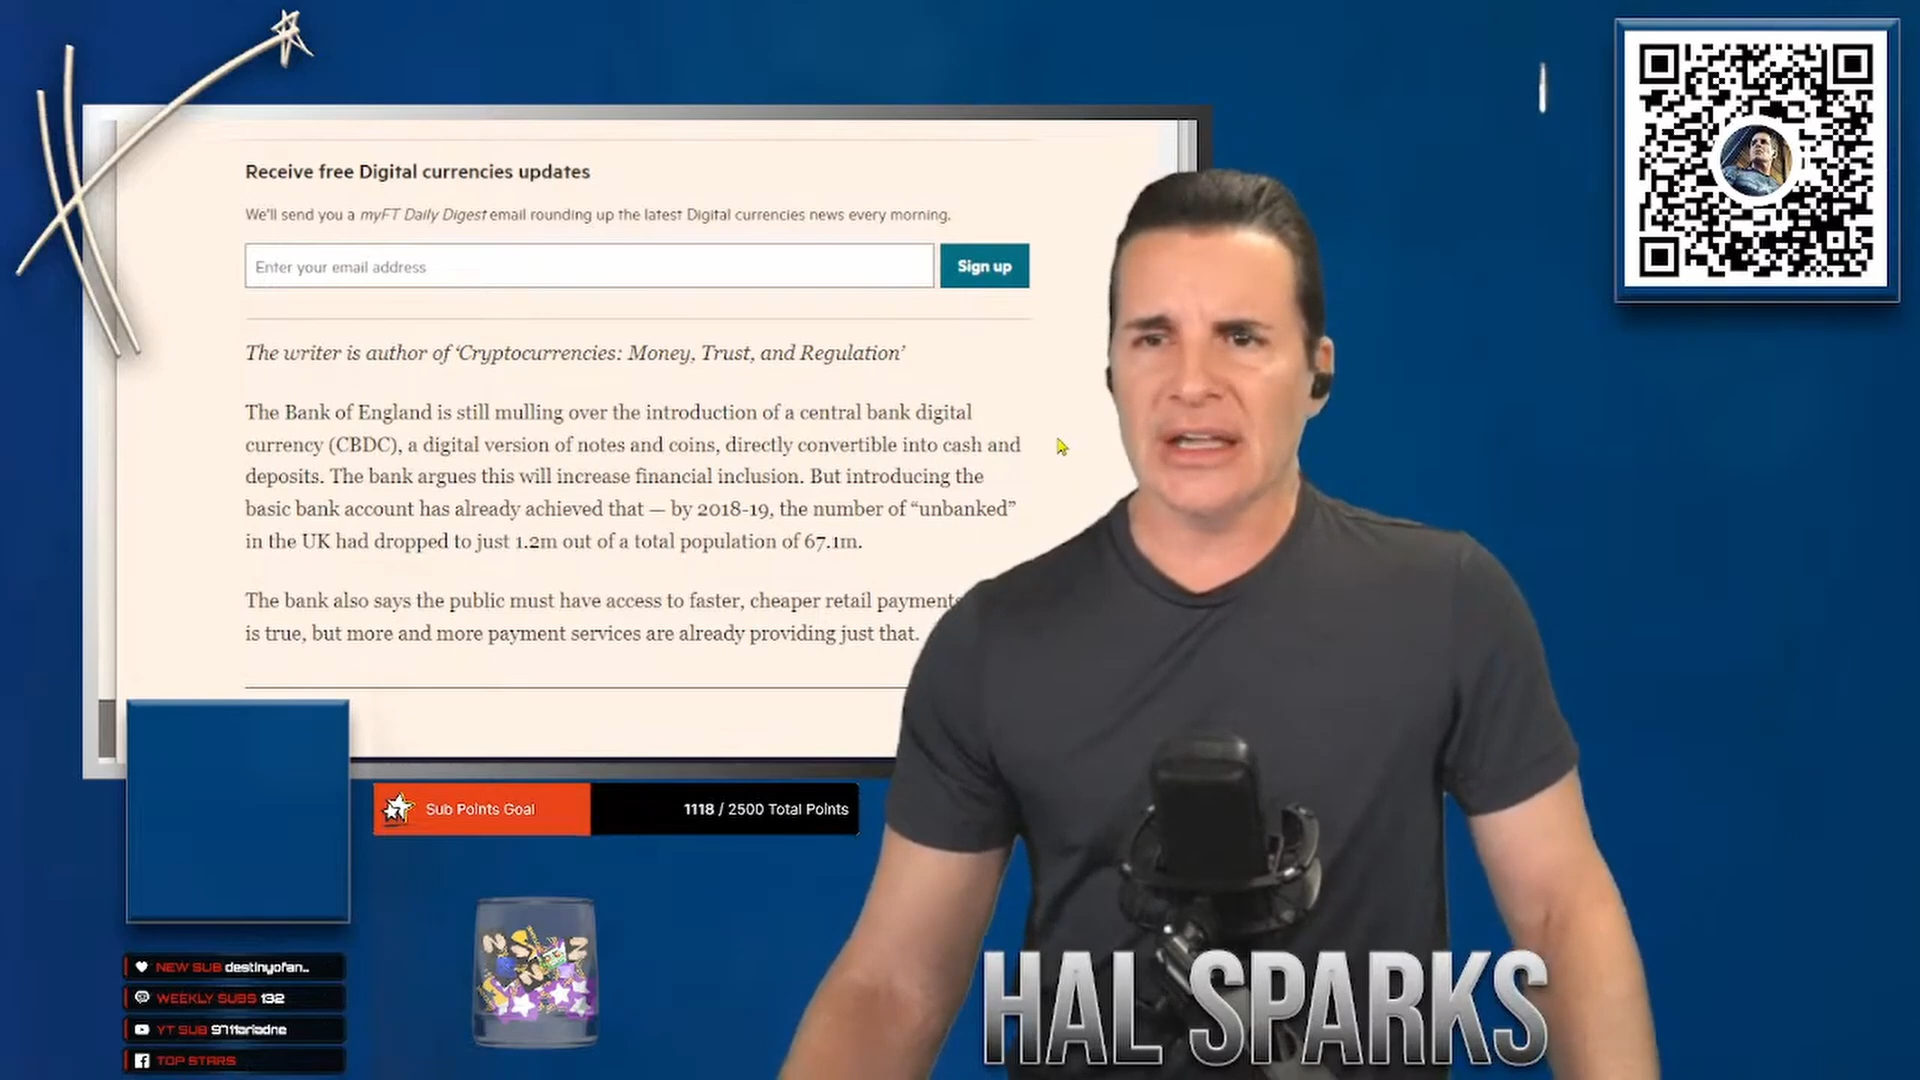 Receive free Digital currencies updates
We'll send you a myFT Daily Digest email rounding up the latest Digital currencies news every morning.
Enter your email address
Sign up
The writer is author of ‘Cryptocurrencies: Money, Trust, and Regulation’
The Bank of England is still mulling over the introduction of a central bank digital
currency (CBDC), a digital version of notes and coins, directly convertible into cash and
deposits. The bank argues this will increase financial inclusion. But introducing the
basic bank account has already achieved that — by 2018-19, the number of “unbanked”
in the UK had dropped to just 1.2m out of a total population of 67.1m.
The bank also says the public must have access to faster, cheaper retail payments
is true, but more and more payment services are already providing just that.
Sub Points Goal
1118 / 2500 Total Points
NEW SUB destinyofan..
WEEKLY SUBS 132
YT SUB
TOP STARS
HAL SPARKS